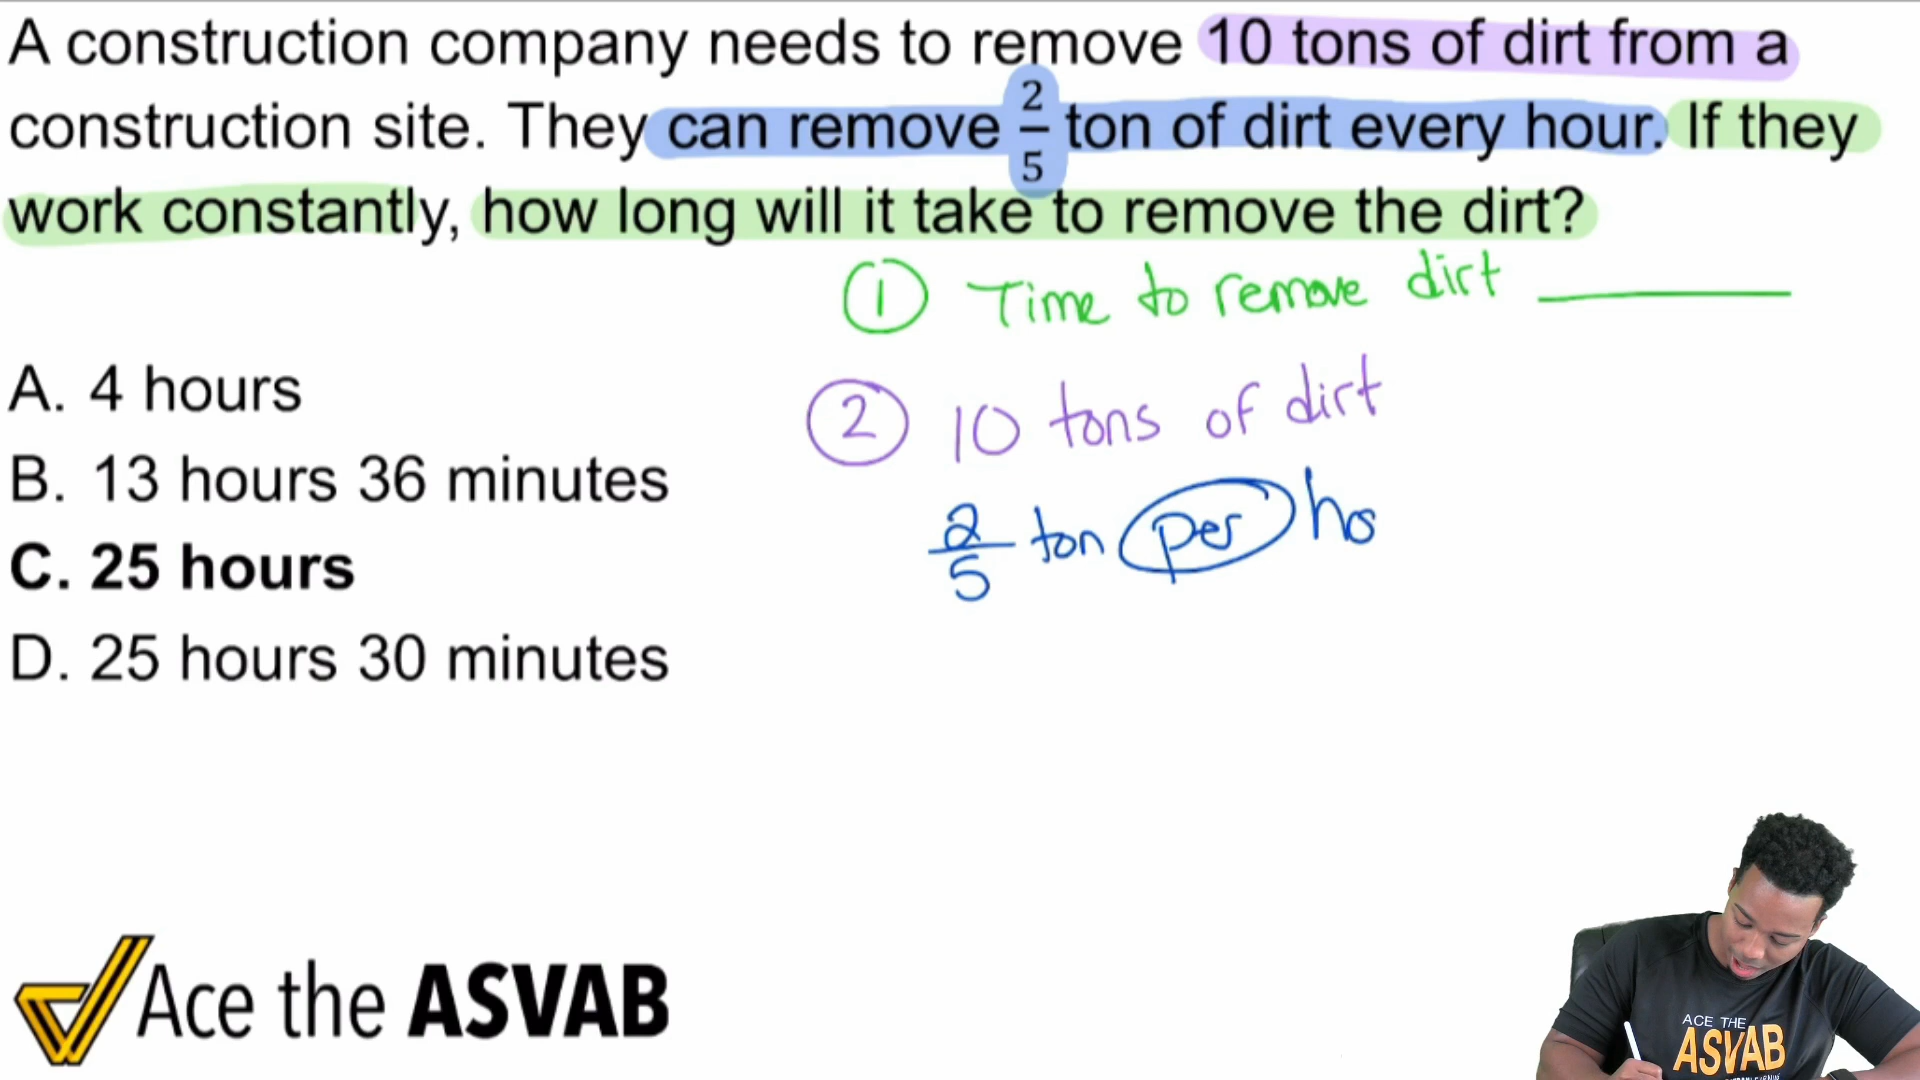 A construction company needs to remove 10 tons of dirt from a
construction site. They can remove 2/5 ton of dirt every hour. If they
work constantly, how long will it take to remove the dirt?
1 Time to remove dirt ______
A. 4 hours
2 10 tons of dirt
B. 13 hours 36 minutes
2/5 ton per hr
C. 25 hours
D. 25 hours 30 minutes
Ace the ASVAB
ACE THE
ASVAB